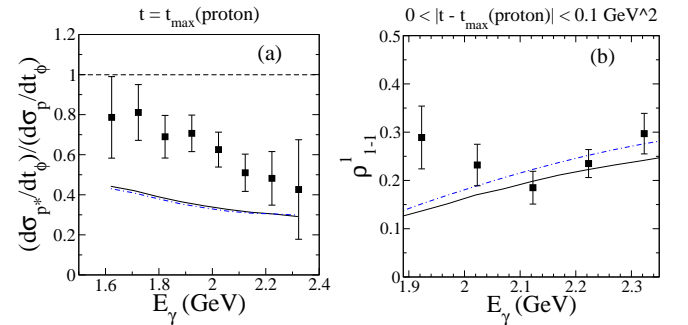 t = t_max(proton)
(a)
(dσ_p*/dt_ϕ)/(dσ_p/dt_ϕ)
1.2
1
0.8
0.6
0.4
0.2
0
1.6 1.8 2 2.2 2.4
E_γ (GeV)
0 < |t - t_max(proton)| < 0.1 GeV^2
(b)
ρ^1_1-1
0.5
0.4
0.3
0.2
0.1
0.0
1.9 2 2.1 2.2 2.3
E_γ (GeV)